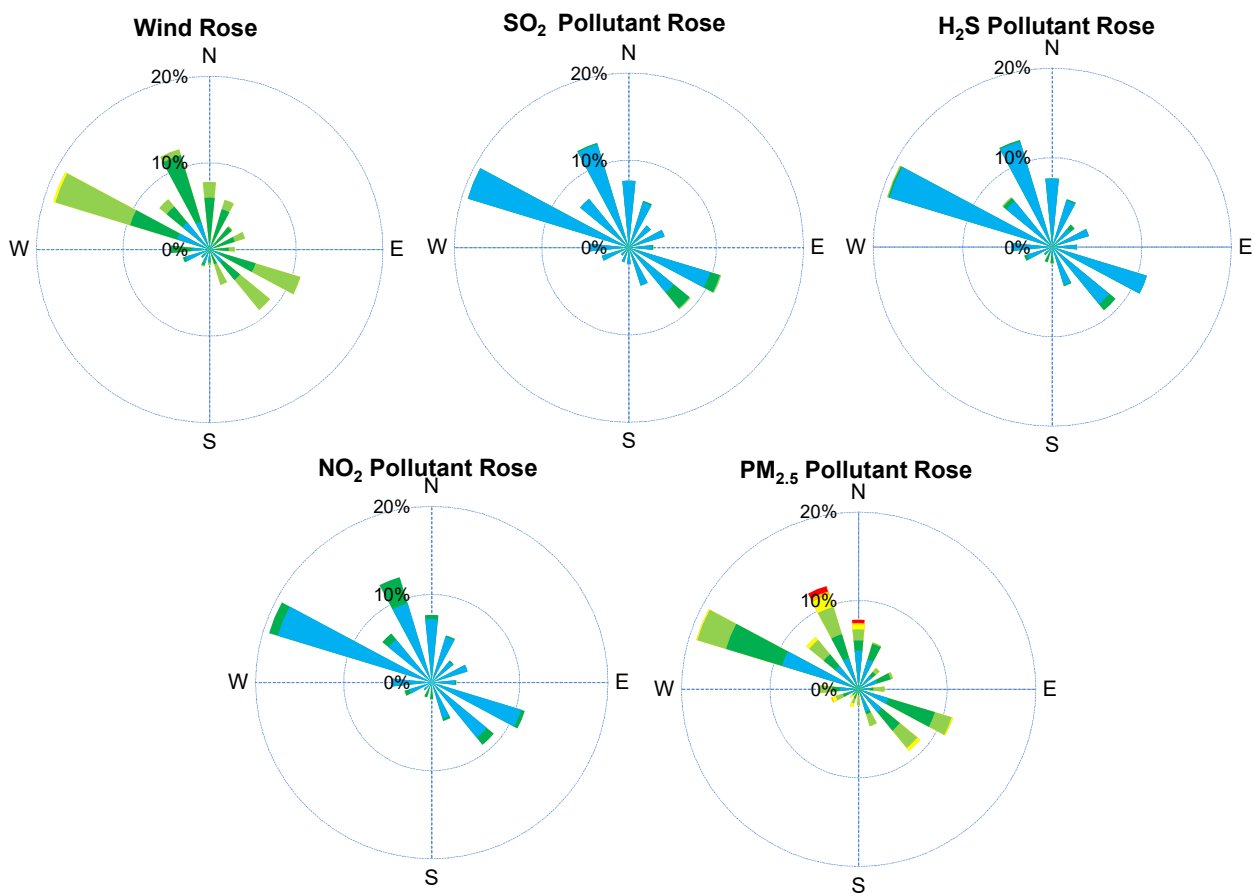 Wind Rose
N
20%
10%
W
0%
E
S
SO2 Pollutant Rose
N
20%
10%
W
0%
E
S
H2S Pollutant Rose
N
20%
10%
W
0%
E
S
NO2 Pollutant Rose
N
20%
10%
W
0%
E
S
PM2.5 Pollutant Rose
N
20%
10%
W
0%
E
S